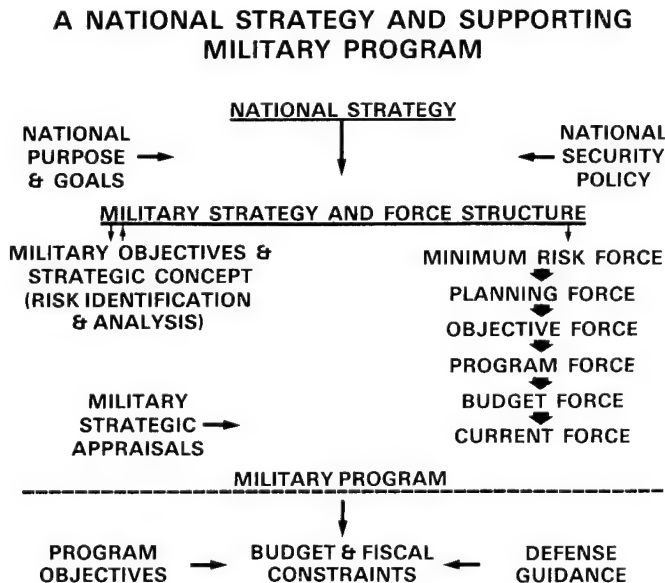 A NATIONAL STRATEGY AND SUPPORTING
MILITARY PROGRAM
NATIONAL STRATEGY
NATIONAL
PURPOSE
& GOALS
NATIONAL
SECURITY
POLICY
MILITARY STRATEGY AND FORCE STRUCTURE
MILITARY OBJECTIVES &
STRATEGIC CONCEPT
(RISK IDENTIFICATION
& ANALYSIS)
MINIMUM RISK FORCE
PLANNING FORCE
OBJECTIVE FORCE
PROGRAM FORCE
BUDGET FORCE
CURRENT FORCE
MILITARY
STRATEGIC
APPRAISALS
MILITARY PROGRAM
PROGRAM
OBJECTIVES
BUDGET & FISCAL
CONSTRAINTS
DEFENSE
GUIDANCE